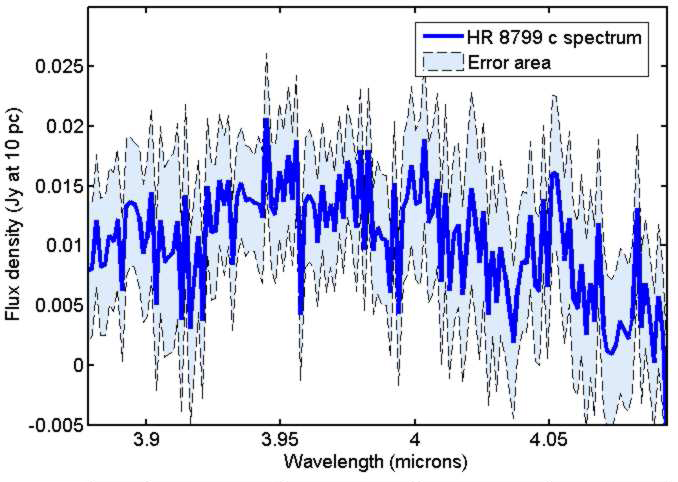 HR 8799 c spectrum
Error area
Flux density (Jy at 10 pc)
0.025
0.02
0.015
0.01
0.005
0
-0.005
3.9 3.95 4 4.05
Wavelength (microns)